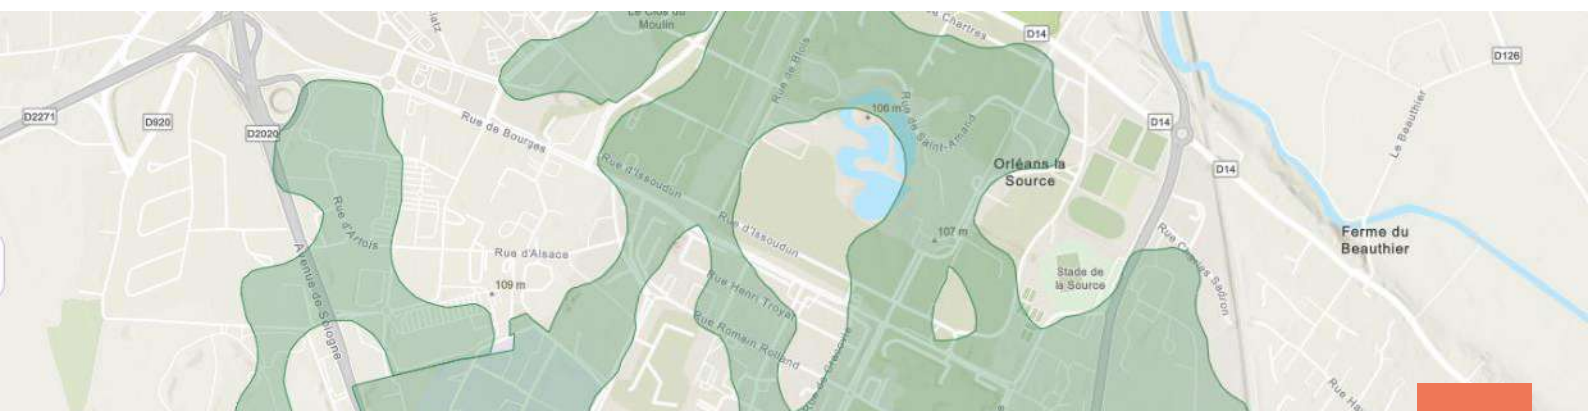 Le Clos du
Moulin
Rue de Chartres
D14
D126
D2271
D920
D2020
Rue de Bourges
Rue de Blois
106 m
Rue de Saint-Amand
D14
Le Beauthier
D14
Orléans-la
Source
Rue d'Issoudun
Rue d'Artois
Rue d'Issoudun
107 m
Rue d'Alsace
Ferme du
Beauthier
Avenue de Sologne
109 m
Rue Henri Troyat
Stade de
la Source
Rue Charles Sadron
Rue Romain Rolland